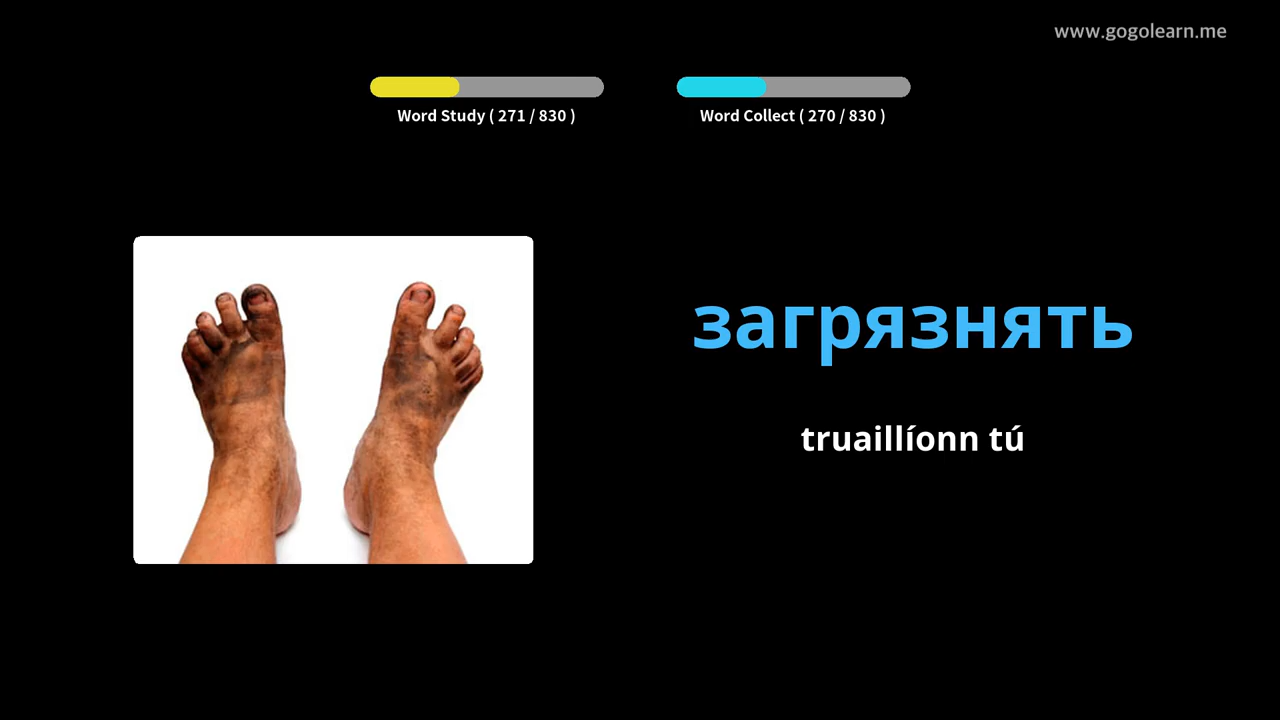 www.gogolearn.me
Word Study ( 271 / 830 )
Word Collect ( 270 / 830 )
загрязнять
truaillíonn tú